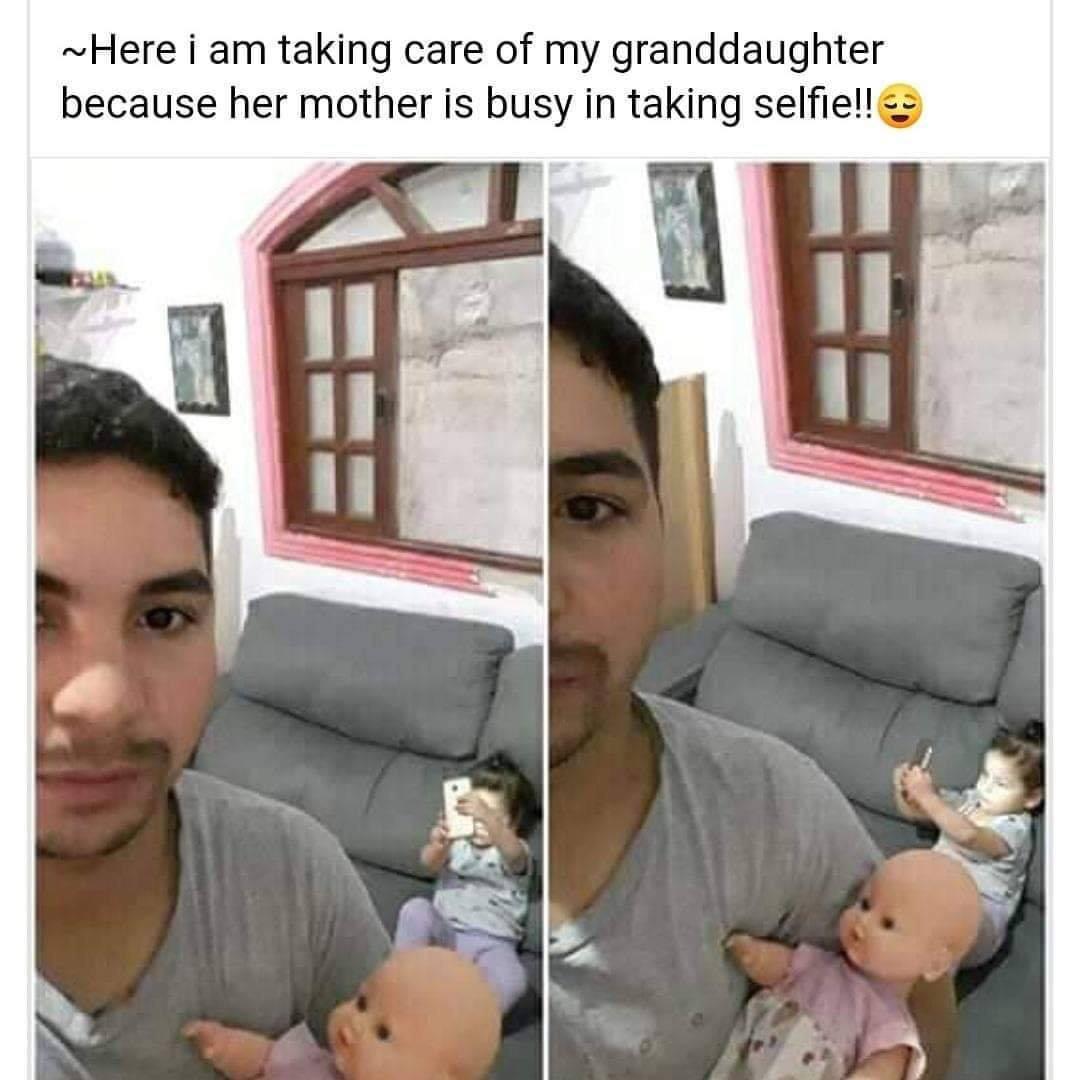 ~Here i am taking care of my granddaughter
because her mother is busy in taking selfie!!😌